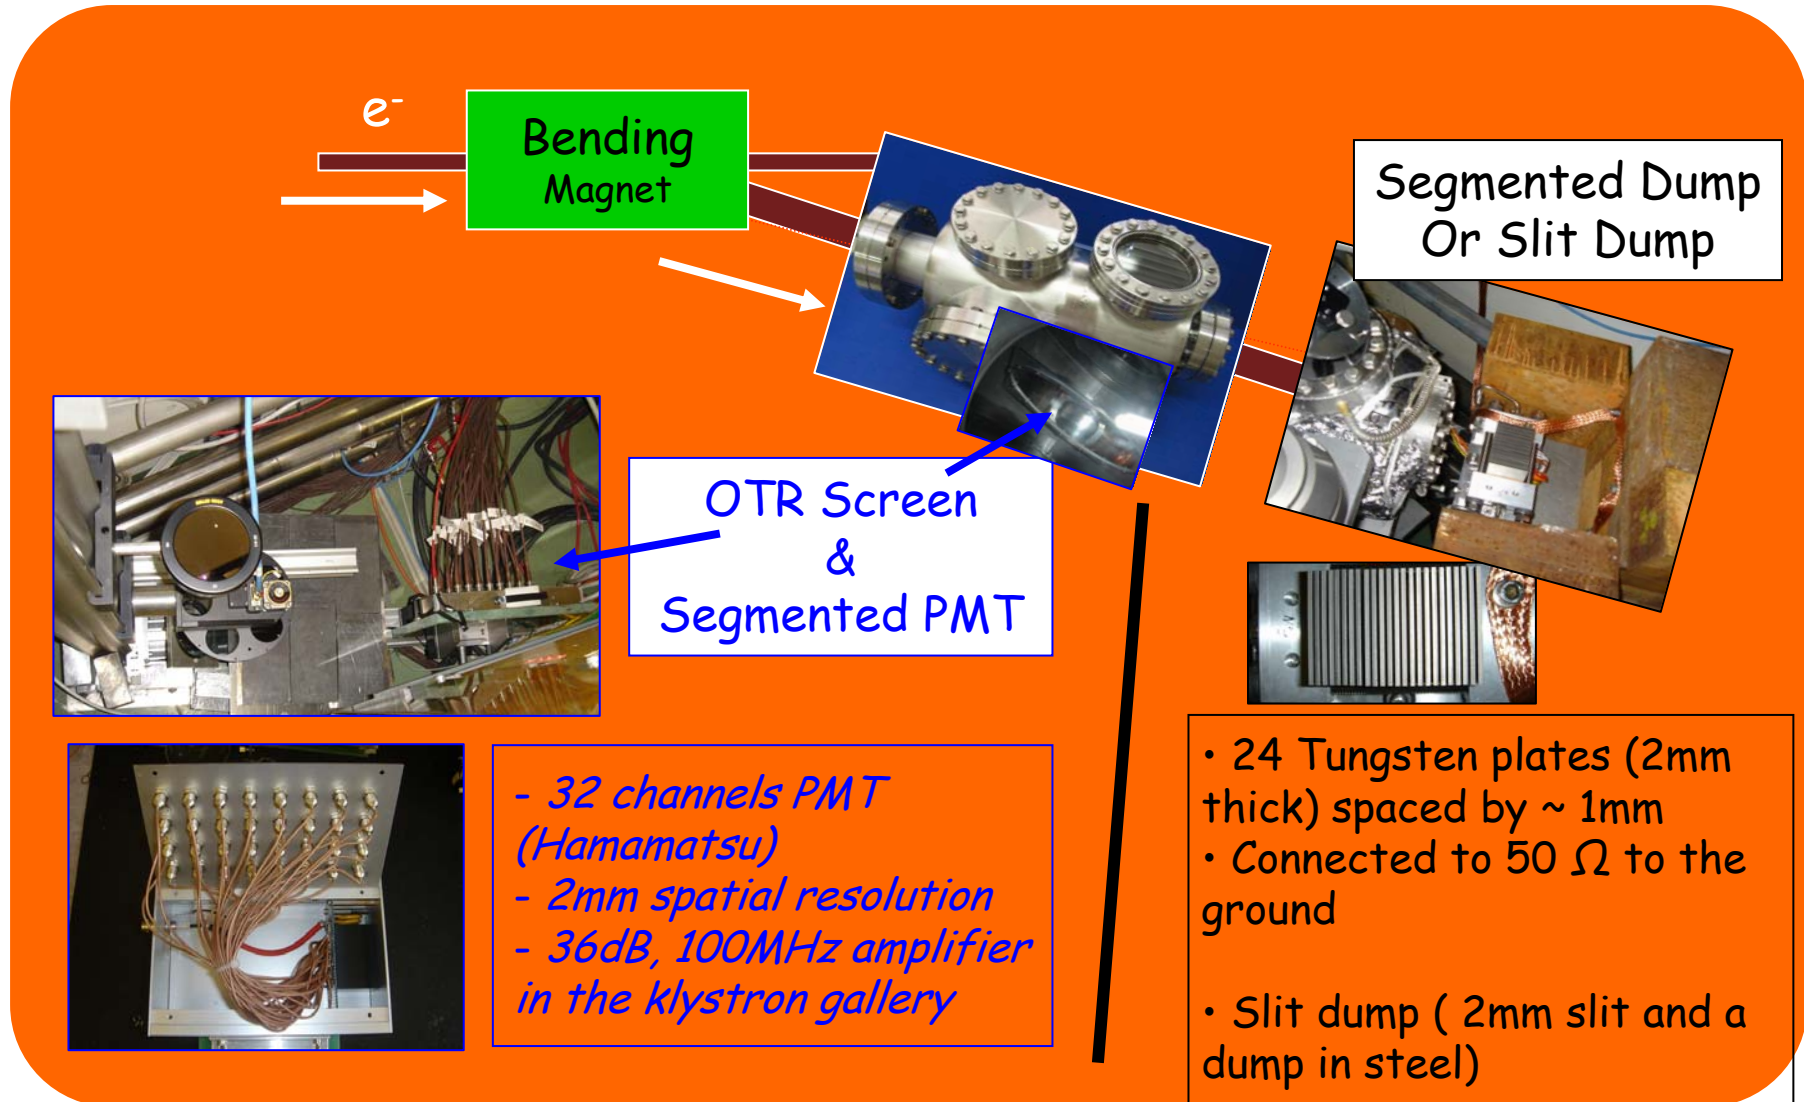 e-
Bending
Magnet
Segmented Dump
Or Slit Dump
OTR Screen
&
Segmented PMT
- 32 channels PMT
(Hamamatsu)
- 2mm spatial resolution
- 36dB, 100MHz amplifier
in the klystron gallery
• 24 Tungsten plates (2mm
thick) spaced by ~ 1mm
• Connected to 50 Ω to the
ground
• Slit dump ( 2mm slit and a
dump in steel)